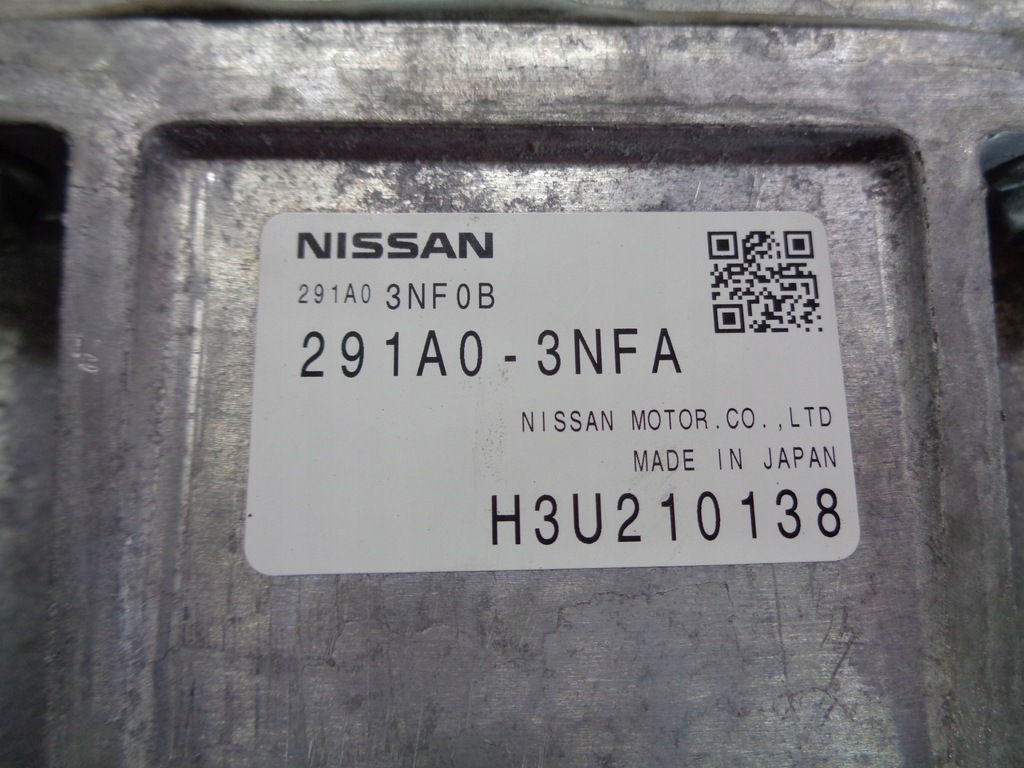 NISSAN
291A0 3NF0B
291A0-3NFA
NISSAN MOTOR.CO.,LTD
MADE IN JAPAN
H3U210138